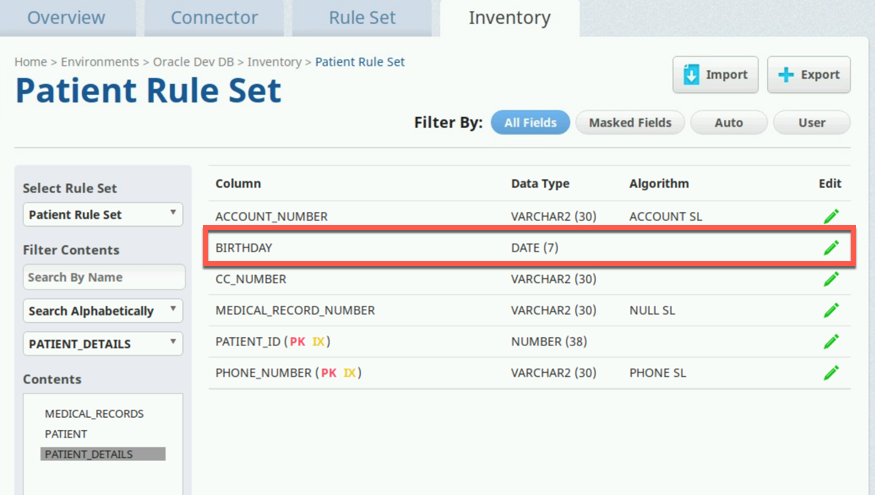 Overview Connector Rule Set Inventory
Home > Environments > Oracle Dev DB > Inventory > Patient Rule Set
Patient Rule Set
Import Export
Filter By: All Fields Masked Fields Auto User
Select Rule Set
Patient Rule Set
Filter Contents
Search By Name
Search Alphabetically
PATIENT_DETAILS
Contents
MEDICAL_RECORDS
PATIENT
PATIENT_DETAILS
Column Data Type Algorithm Edit
ACCOUNT_NUMBER VARCHAR2 (30) ACCOUNT SL
BIRTHDAY DATE (7)
CC_NUMBER VARCHAR2 (30)
MEDICAL_RECORD_NUMBER VARCHAR2 (30) NULL SL
PATIENT_ID ( PK IX ) NUMBER (38)
PHONE_NUMBER ( PK IX ) VARCHAR2 (30) PHONE SL